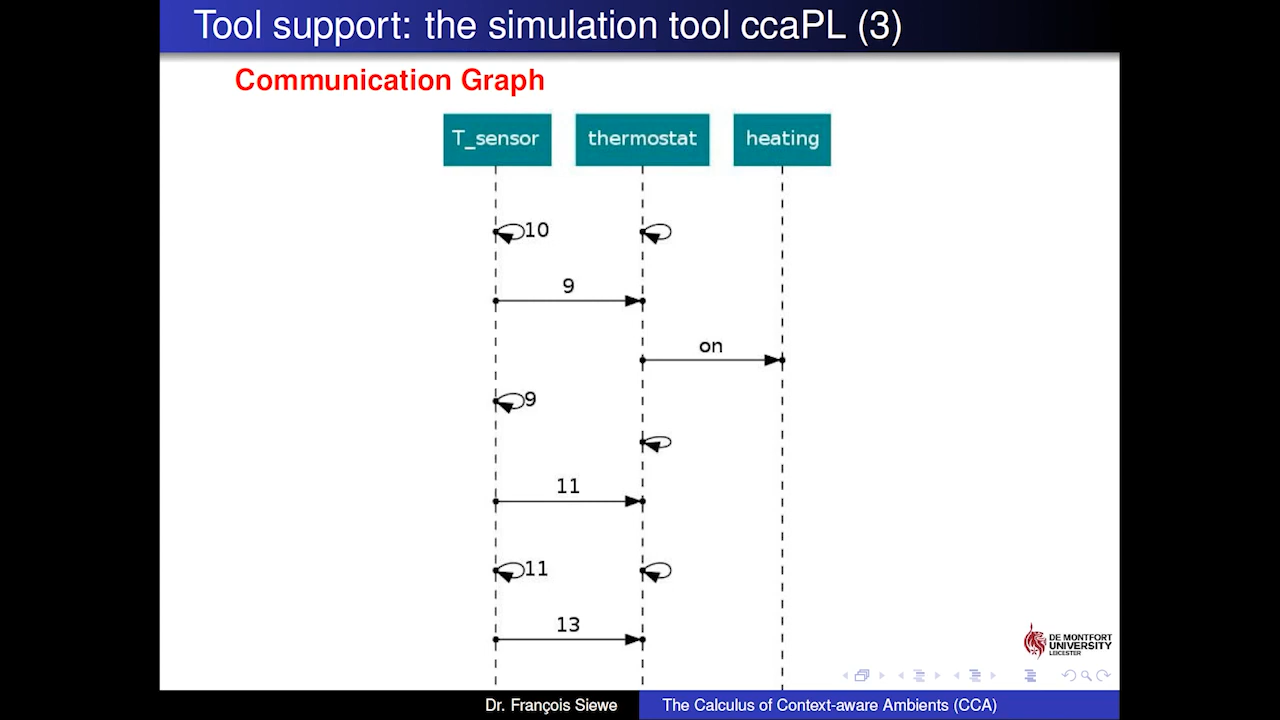 Tool support: the simulation tool ccaPL (3)
Communication Graph
T_sensor thermostat heating
10
9
on
9
11
11
13
DE MONTFORT
UNIVERSITY
LEICESTER
Dr. François Siewe The Calculus of Context-aware Ambients (CCA)